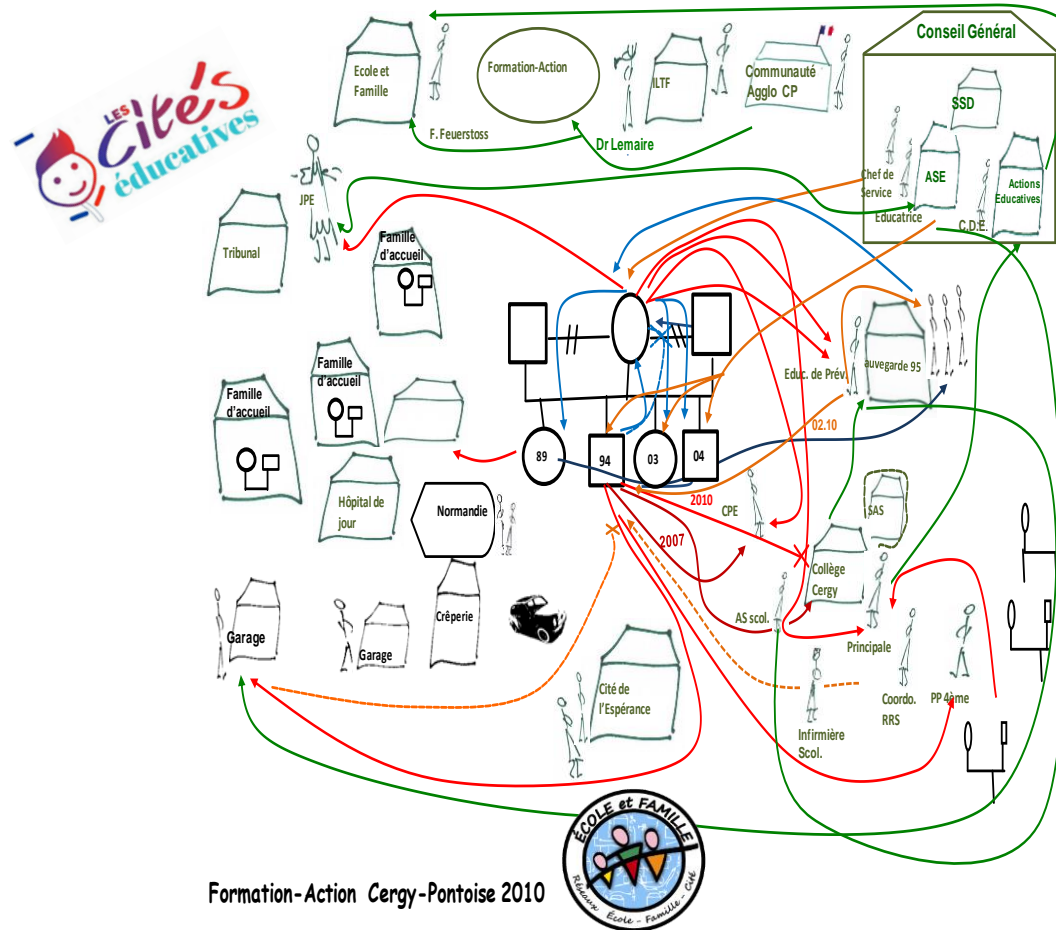 LES
Cités
éducatives
Ecole et
Famille
Formation-Action
ILTF
Communauté
Agglo CP
Conseil Général
SSD
F. Feuerstoss
Dr Lemaire
Chef de
Service
ASE
Actions
Educatives
Educatrice
C.D.E.
JPE
Tribunal
Famille
d'accueil
Famille
d'accueil
Famille
d'accueil
Educ. de Prév.
auvegarde 95
02.10
89
94
03
04
2010
CPE
SAS
Hôpital de
jour
Normandie
2007
Collège
Cergy
AS scol.
Crêperie
Garage
Garage
Principale
Cité de
l'Espérance
Coordo.
RRS
PP 4ème
Infirmière
Scol.
ÉCOLE et FAMILLE
Réseaux École - Famille - Cité
Formation-Action Cergy-Pontoise 2010